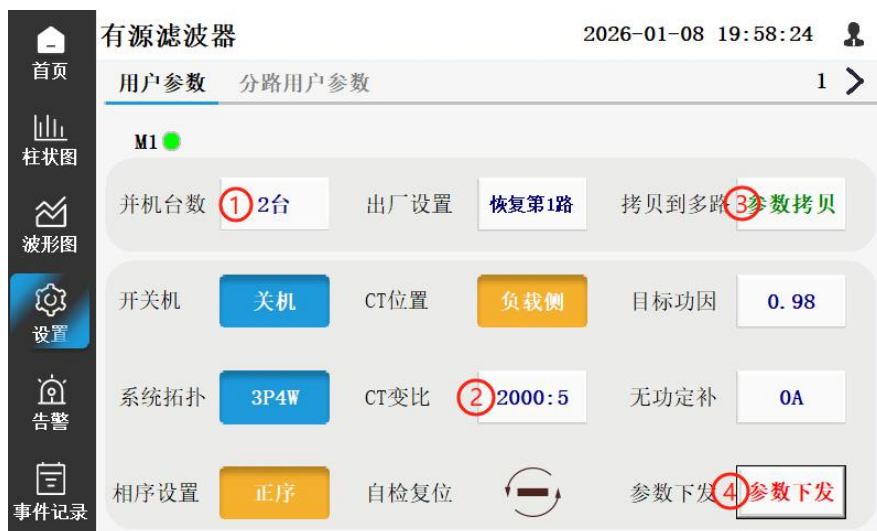 有源滤波器 2026-01-08 19:58:24
首页
用户参数 分路用户参数 1
柱状图
M1
并机台数 1 2台 出厂设置 恢复第1路 拷贝到多路 3 参数拷贝
波形图
开关机 关机 CT位置 负载侧 目标功因 0.98
设置
系统拓扑 3P4W CT变比 2 2000:5 无功定补 0A
告警
相序设置 正序 自检复位 参数下发 4 参数下发
事件记录